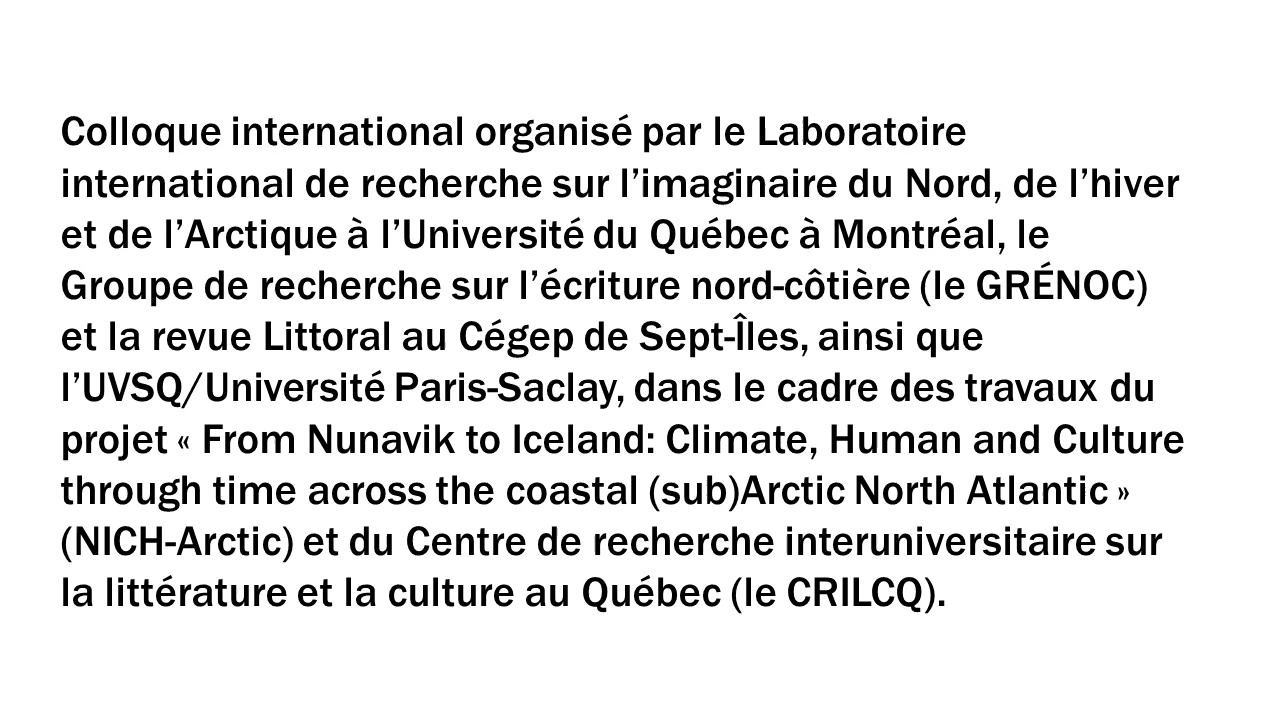 Colloque international organisé par le Laboratoire
international de recherche sur l’imaginaire du Nord, de l’hiver
et de l’Arctique à l’Université du Québec à Montréal, le
Groupe de recherche sur l’écriture nord-côtière (le GRÉNOC)
et la revue Littoral au Cégep de Sept-Îles, ainsi que
l’UVSQ/Université Paris-Saclay, dans le cadre des travaux du
projet « From Nunavik to Iceland: Climate, Human and Culture
through time across the coastal (sub)Arctic North Atlantic »
(NICH-Arctic) et du Centre de recherche interuniversitaire sur
la littérature et la culture au Québec (le CRILCQ).